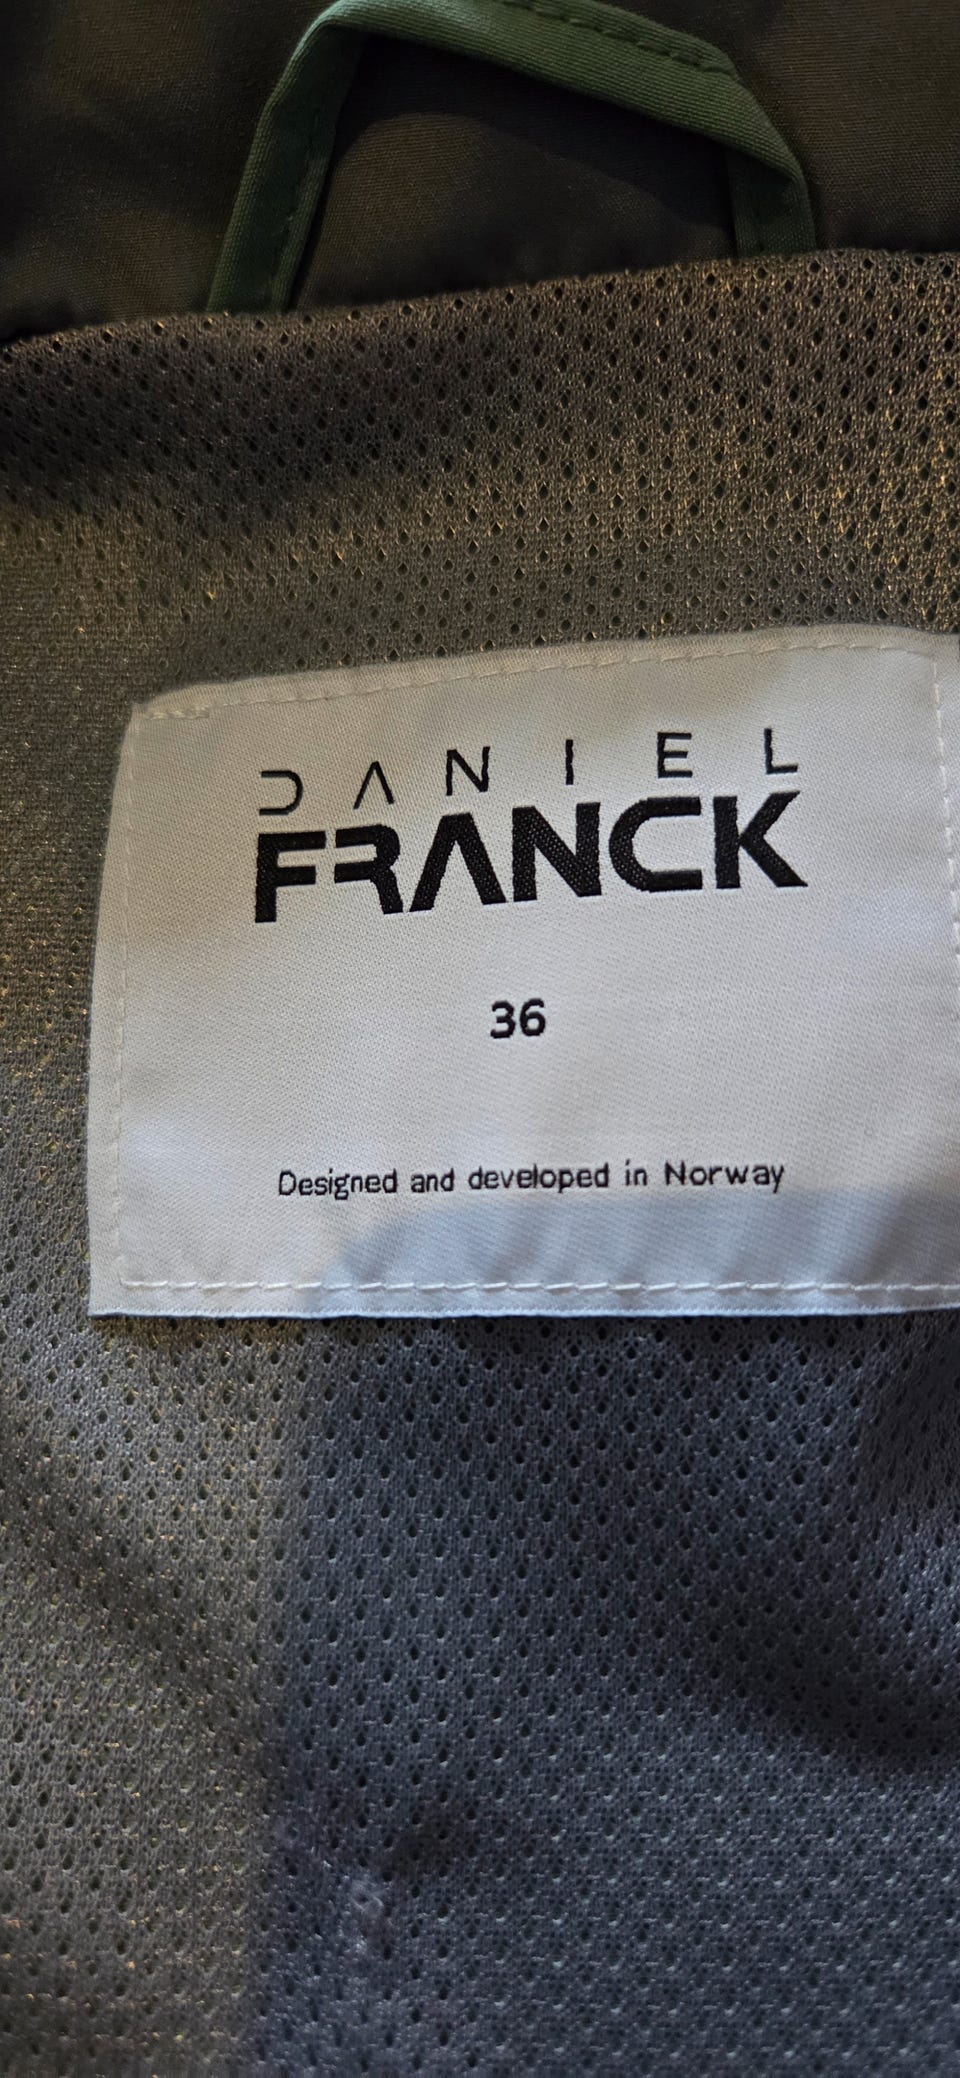 DANIEL
FRANCK
36
Designed and developed in Norway